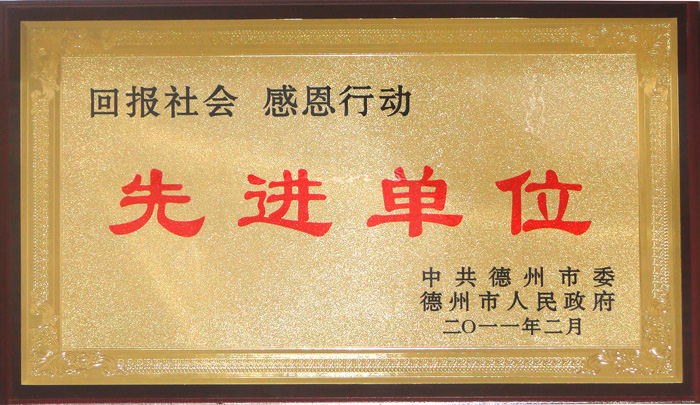 回报社会 感恩行动
先进单位
中共德州市委
德州市人民政府
二〇一一年二月